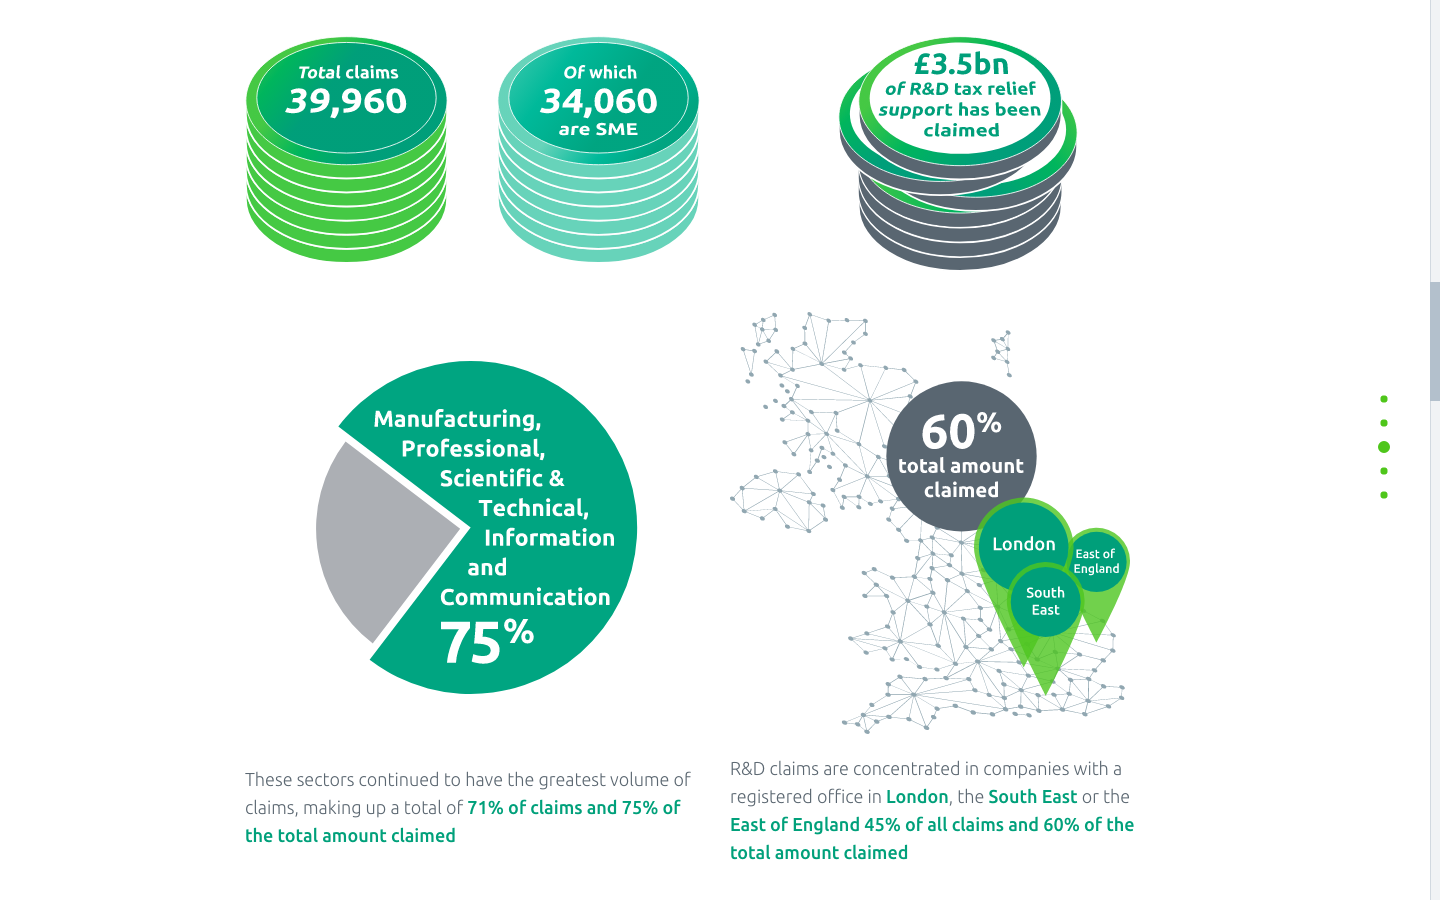 Total claims
39,960
Of which
34,060
are SME
£3.5bn
of R&D tax relief
support has been
claimed
Manufacturing,
Professional,
Scientific &
Technical,
Information
and
Communication
75%
60%
total amount
claimed
London
East of
England
South
East
These sectors continued to have the greatest volume of
claims, making up a total of 71% of claims and 75% of
the total amount claimed
R&D claims are concentrated in companies with a
registered office in London, the South East or the
East of England 45% of all claims and 60% of the
total amount claimed